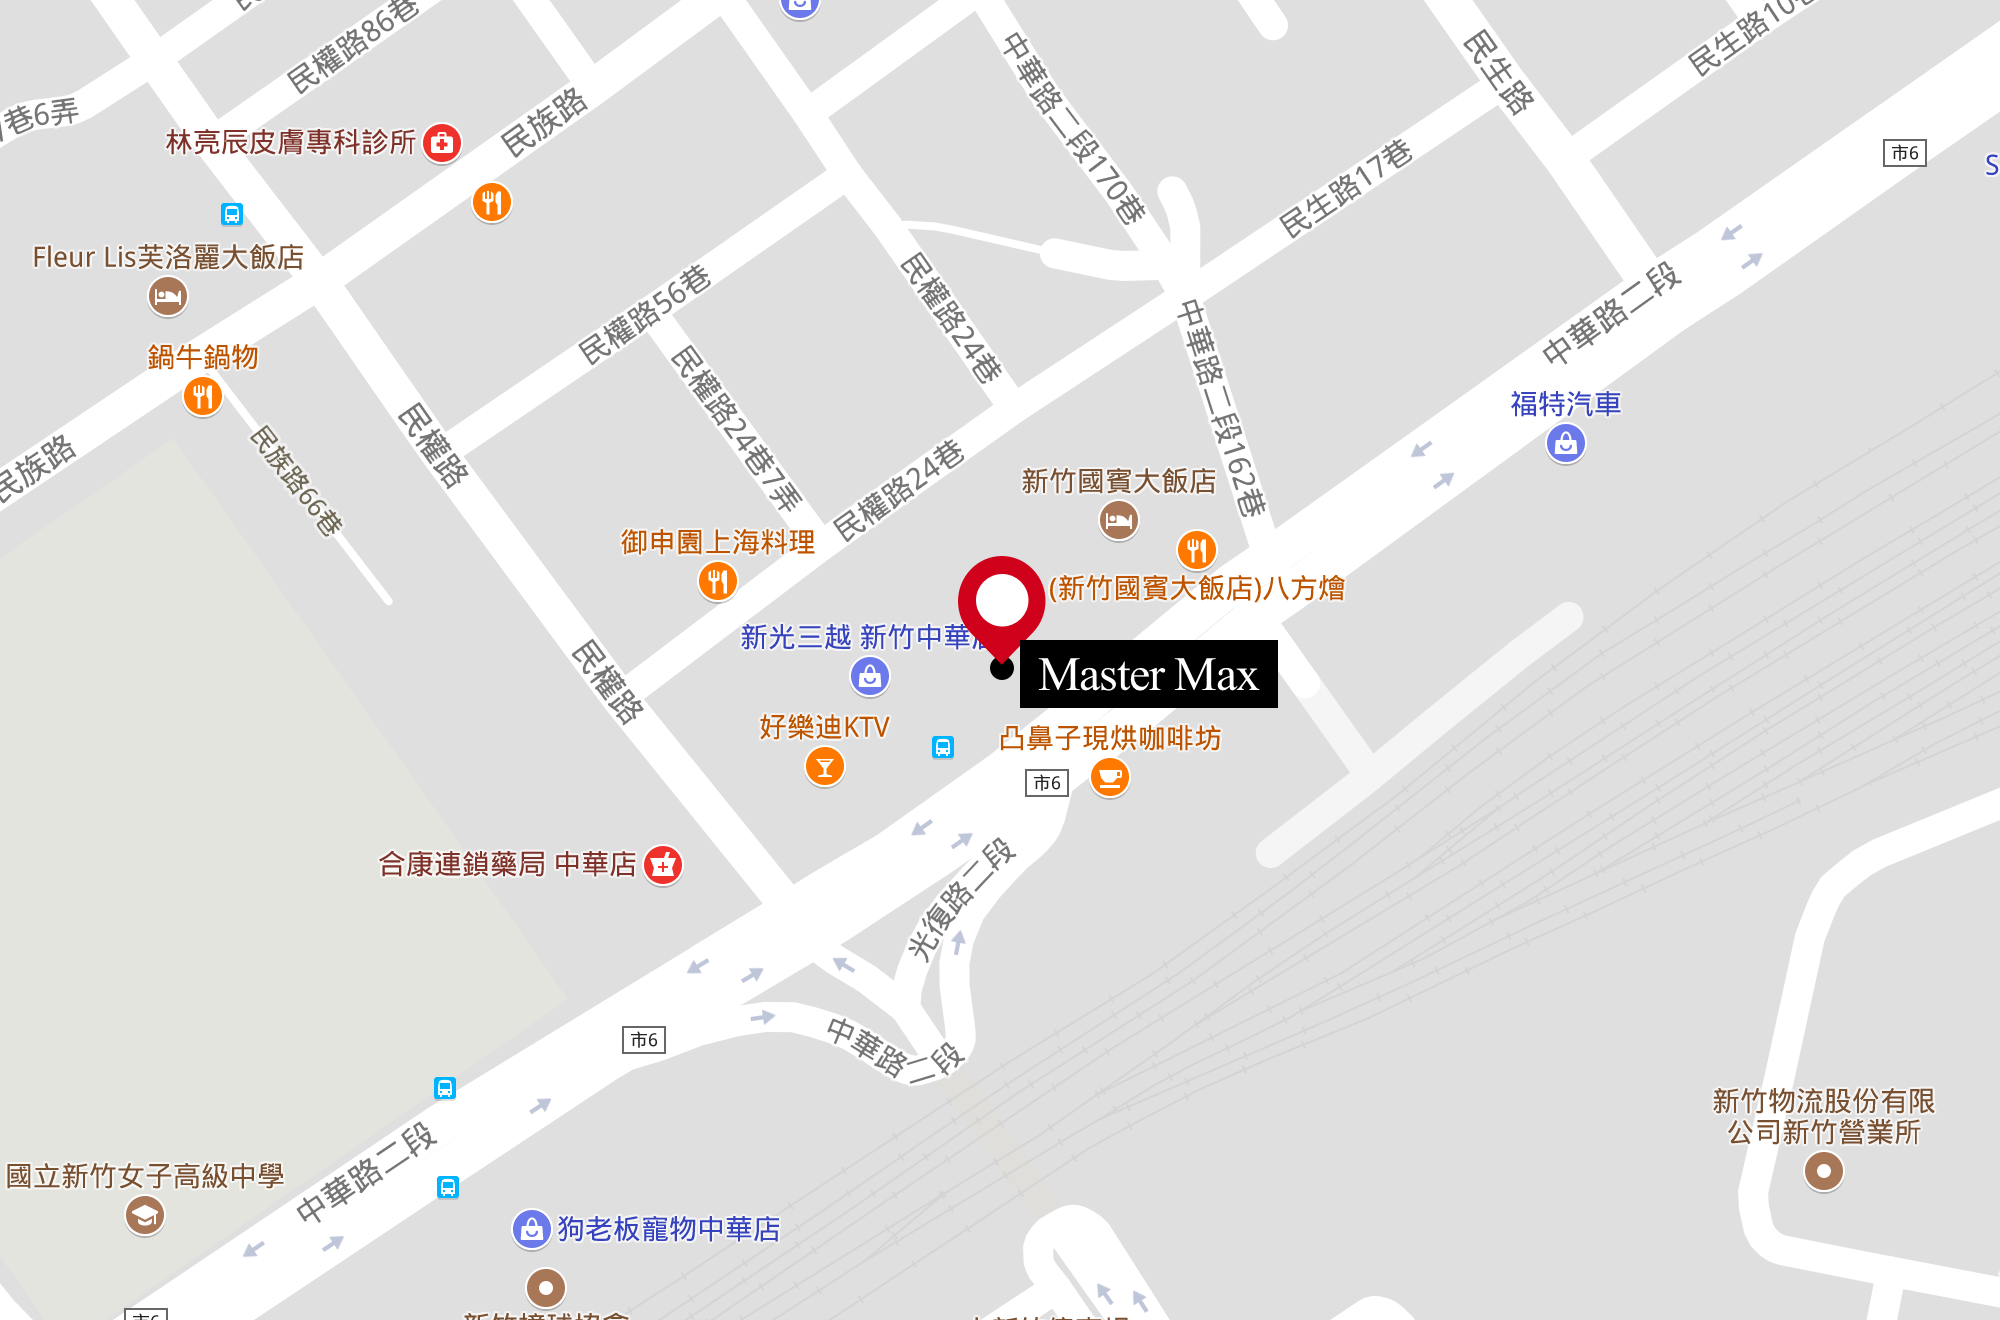 民權路86巷
民生路10巷
中華路二段170巷
民生路
巷6弄
民族路
林亮辰皮膚專科診所
市6
S
民生路17巷
Fleur Lis芙洛麗大飯店
民權路56巷
民權路24巷
中華路二段
鍋牛鍋物
中華路二段162巷
民權路24巷7弄
福特汽車
民權路
民族路
民族路66巷
民權路24巷
新竹國賓大飯店
御申園上海料理
(新竹國賓大飯店)八方燴
新光三越 新竹中華店
Master Max
民權路
好樂迪KTV
凸鼻子現烘咖啡坊
市6
合康連鎖藥局 中華店
光復路二段
市6
中華路二段
新竹物流股份有限
公司新竹營業所
中華路二段
國立新竹女子高級中學
狗老板寵物中華店
市6